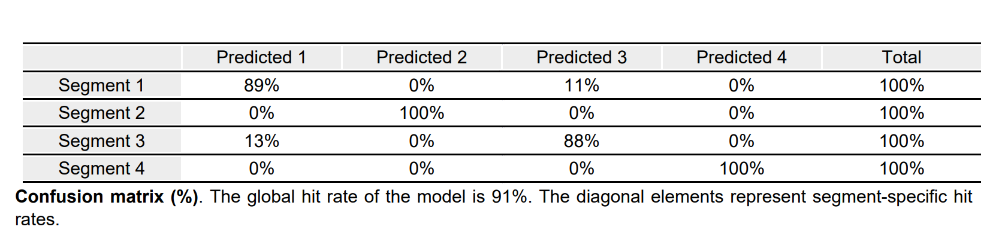 Predicted 1 Predicted 2 Predicted 3 Predicted 4 Total
Segment 1 89% 0% 11% 0% 100%
Segment 2 0% 100% 0% 0% 100%
Segment 3 13% 0% 88% 0% 100%
Segment 4 0% 0% 0% 100% 100%
Confusion matrix (%). The global hit rate of the model is 91%. The diagonal elements represent segment-specific hit
rates.